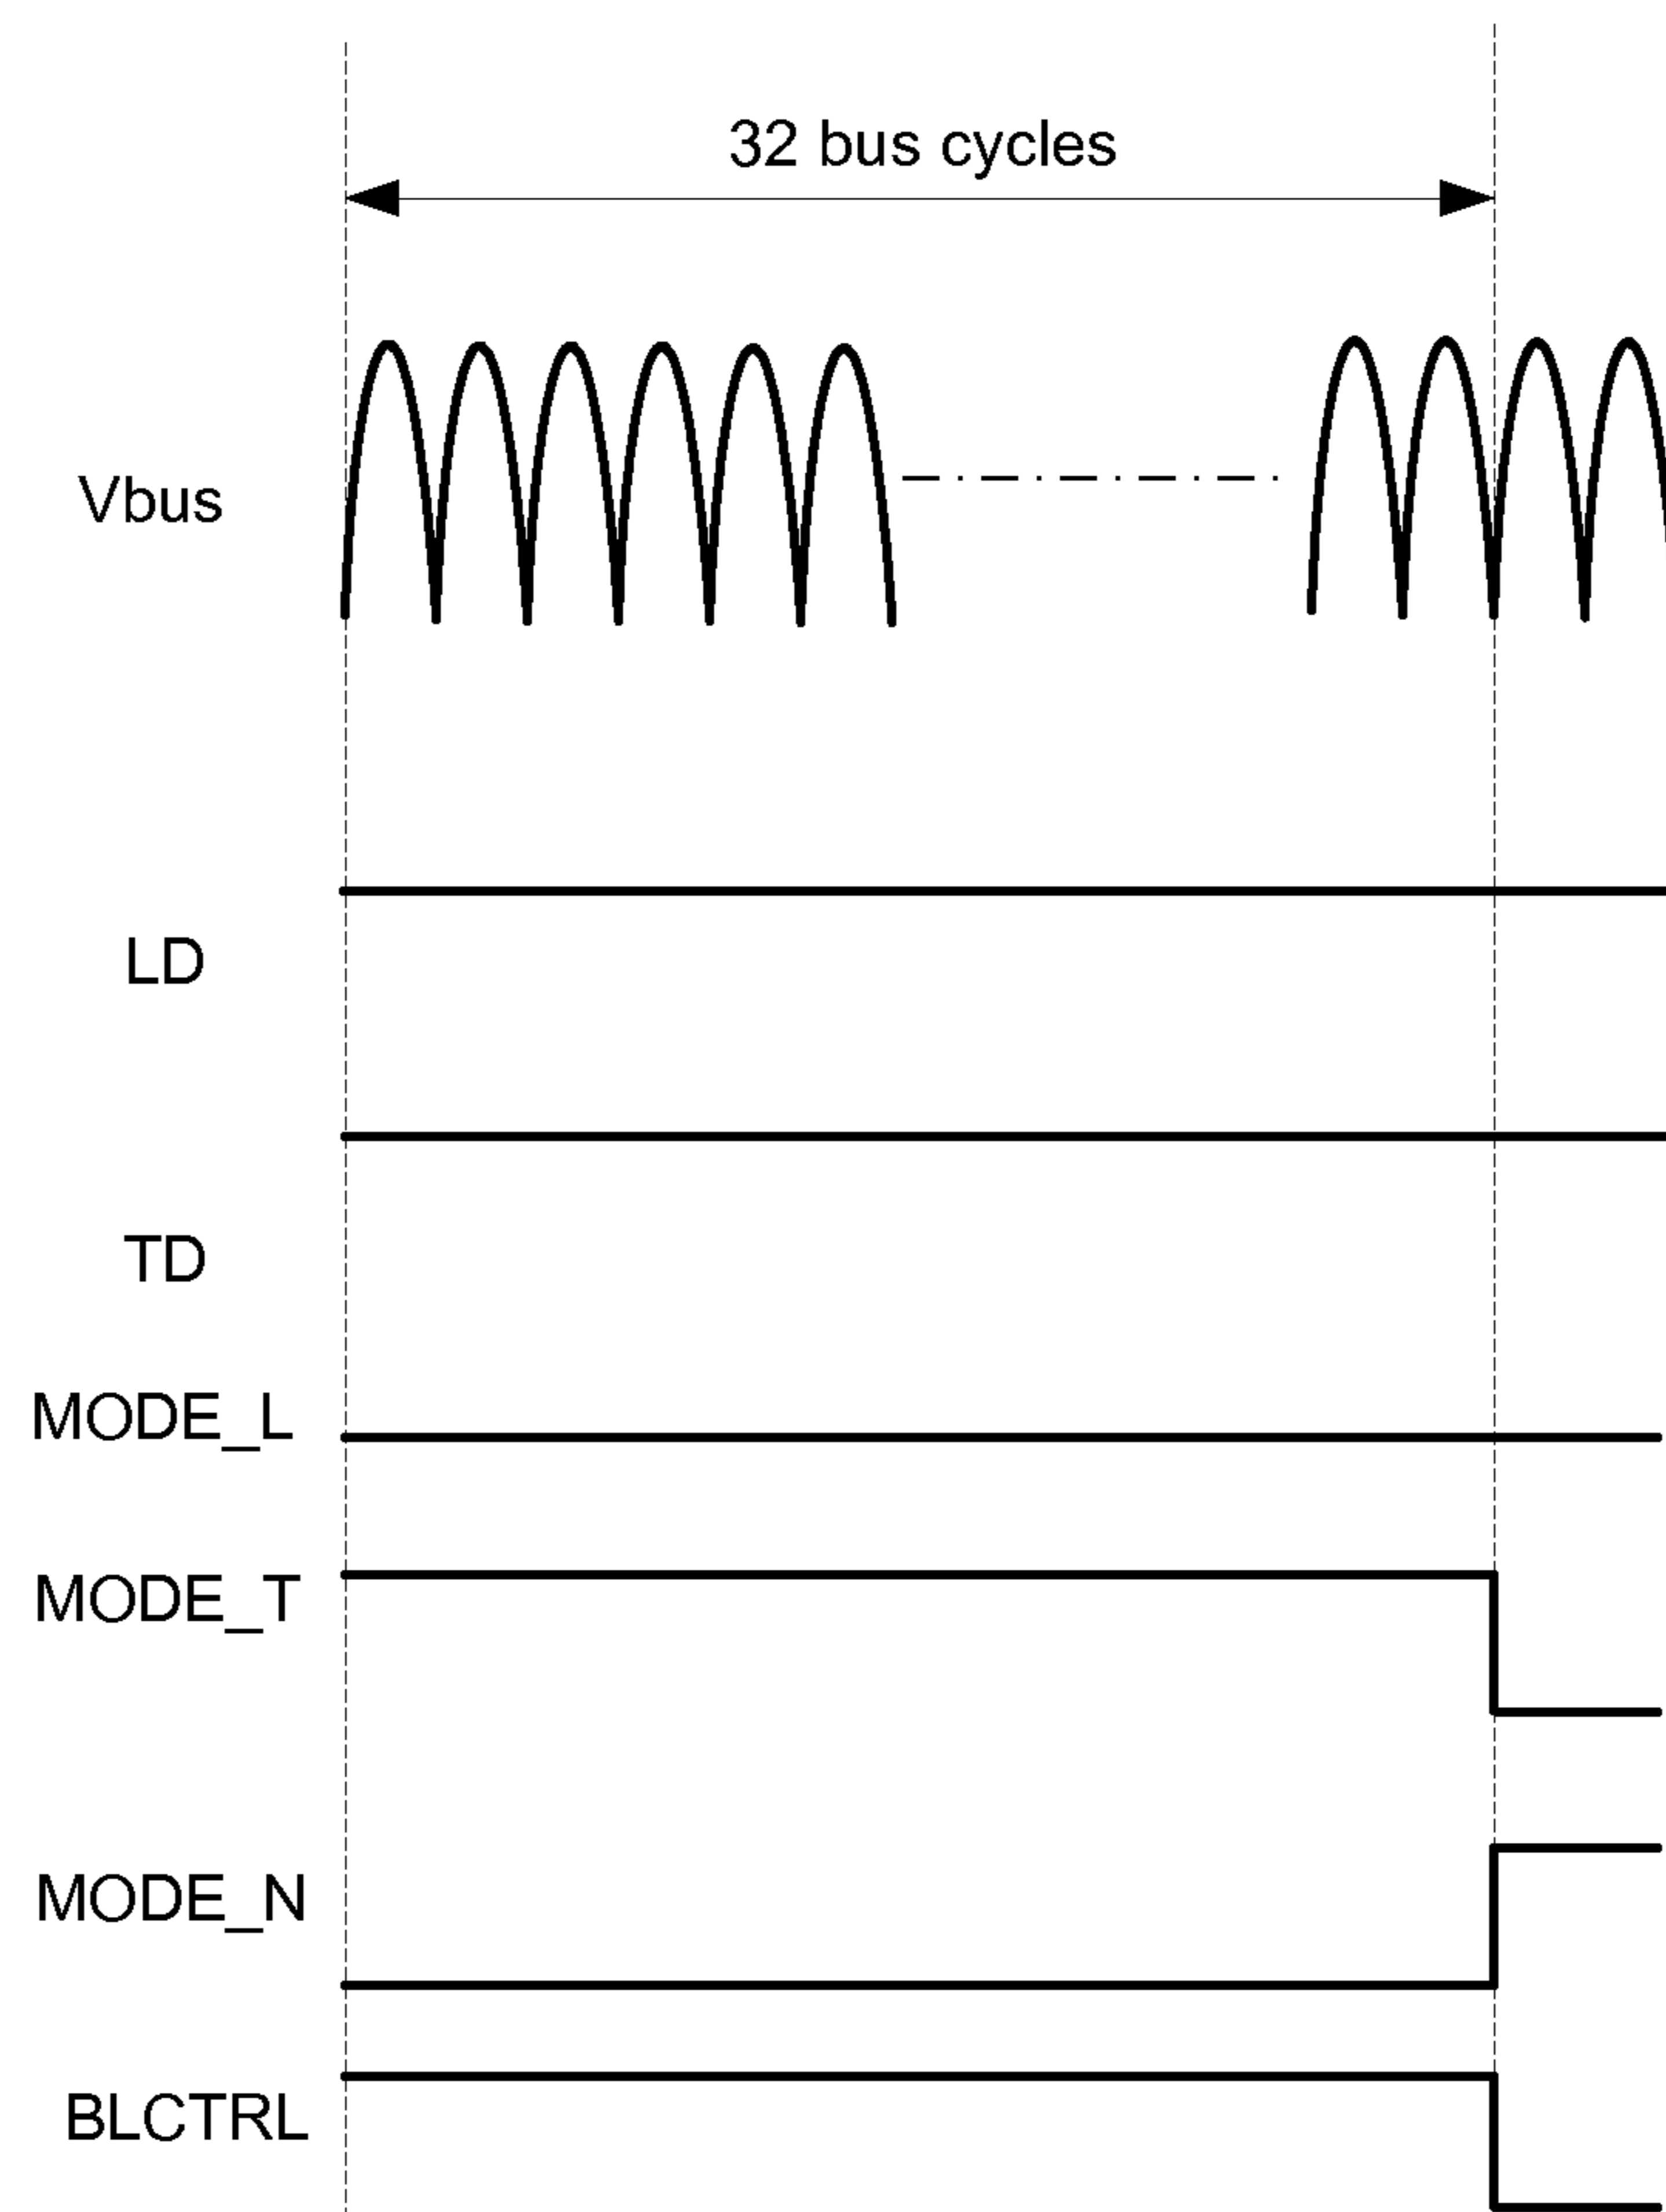 32 bus cycles
Vbus
LD
TD
MODE_L
MODE_T
MODE_N
BLCTRL